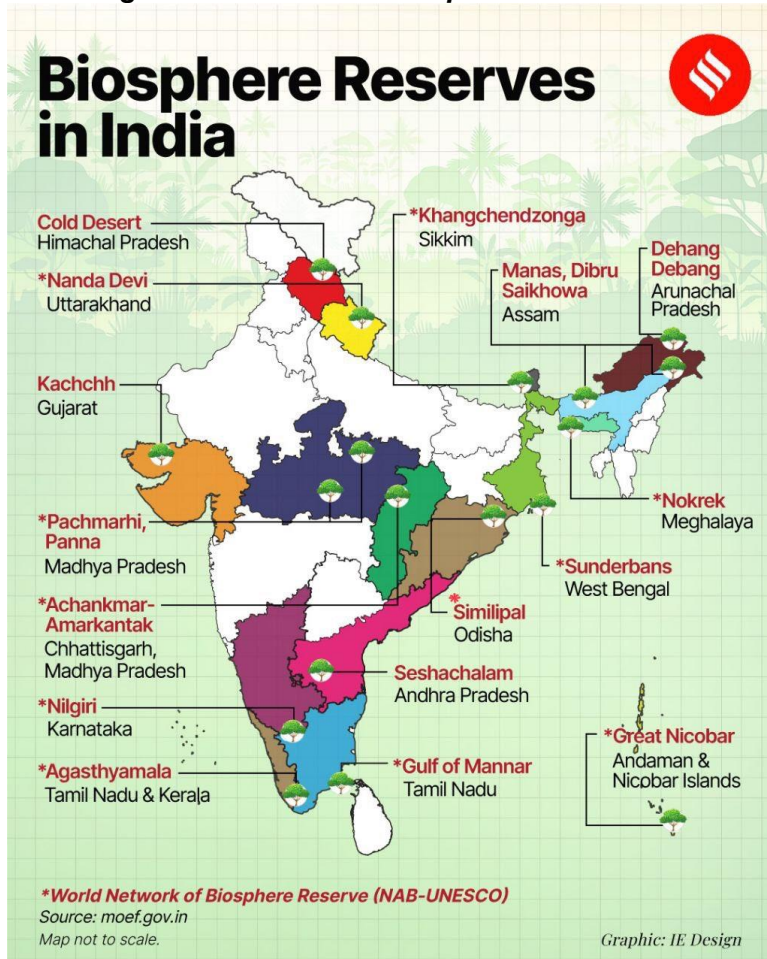 Biosphere Reserves
in India
Cold Desert
Himachal Pradesh
*Nanda Devi
Uttarakhand
Kachchh
Gujarat
*Pachmarhi,
Panna
Madhya Pradesh
*Achankmar-
Amarkantak
Chhattisgarh,
Madhya Pradesh
*Nilgiri
Karnataka
*Agasthyamala
Tamil Nadu & Kerala
*Khangchendzonga
Sikkim
Manas, Dibru
Saikhowa
Assam
Dehang
Debang
Arunachal
Pradesh
*Nokrek
Meghalaya
*Sunderbans
West Bengal
*Similipal
Odisha
Seshachalam
Andhra Pradesh
*Gulf of Mannar
Tamil Nadu
*Great Nicobar
Andaman &
Nicobar Islands
*World Network of Biosphere Reserve (NAB-UNESCO)
Source: moef.gov.in
Map not to scale.
Graphic: IE Design